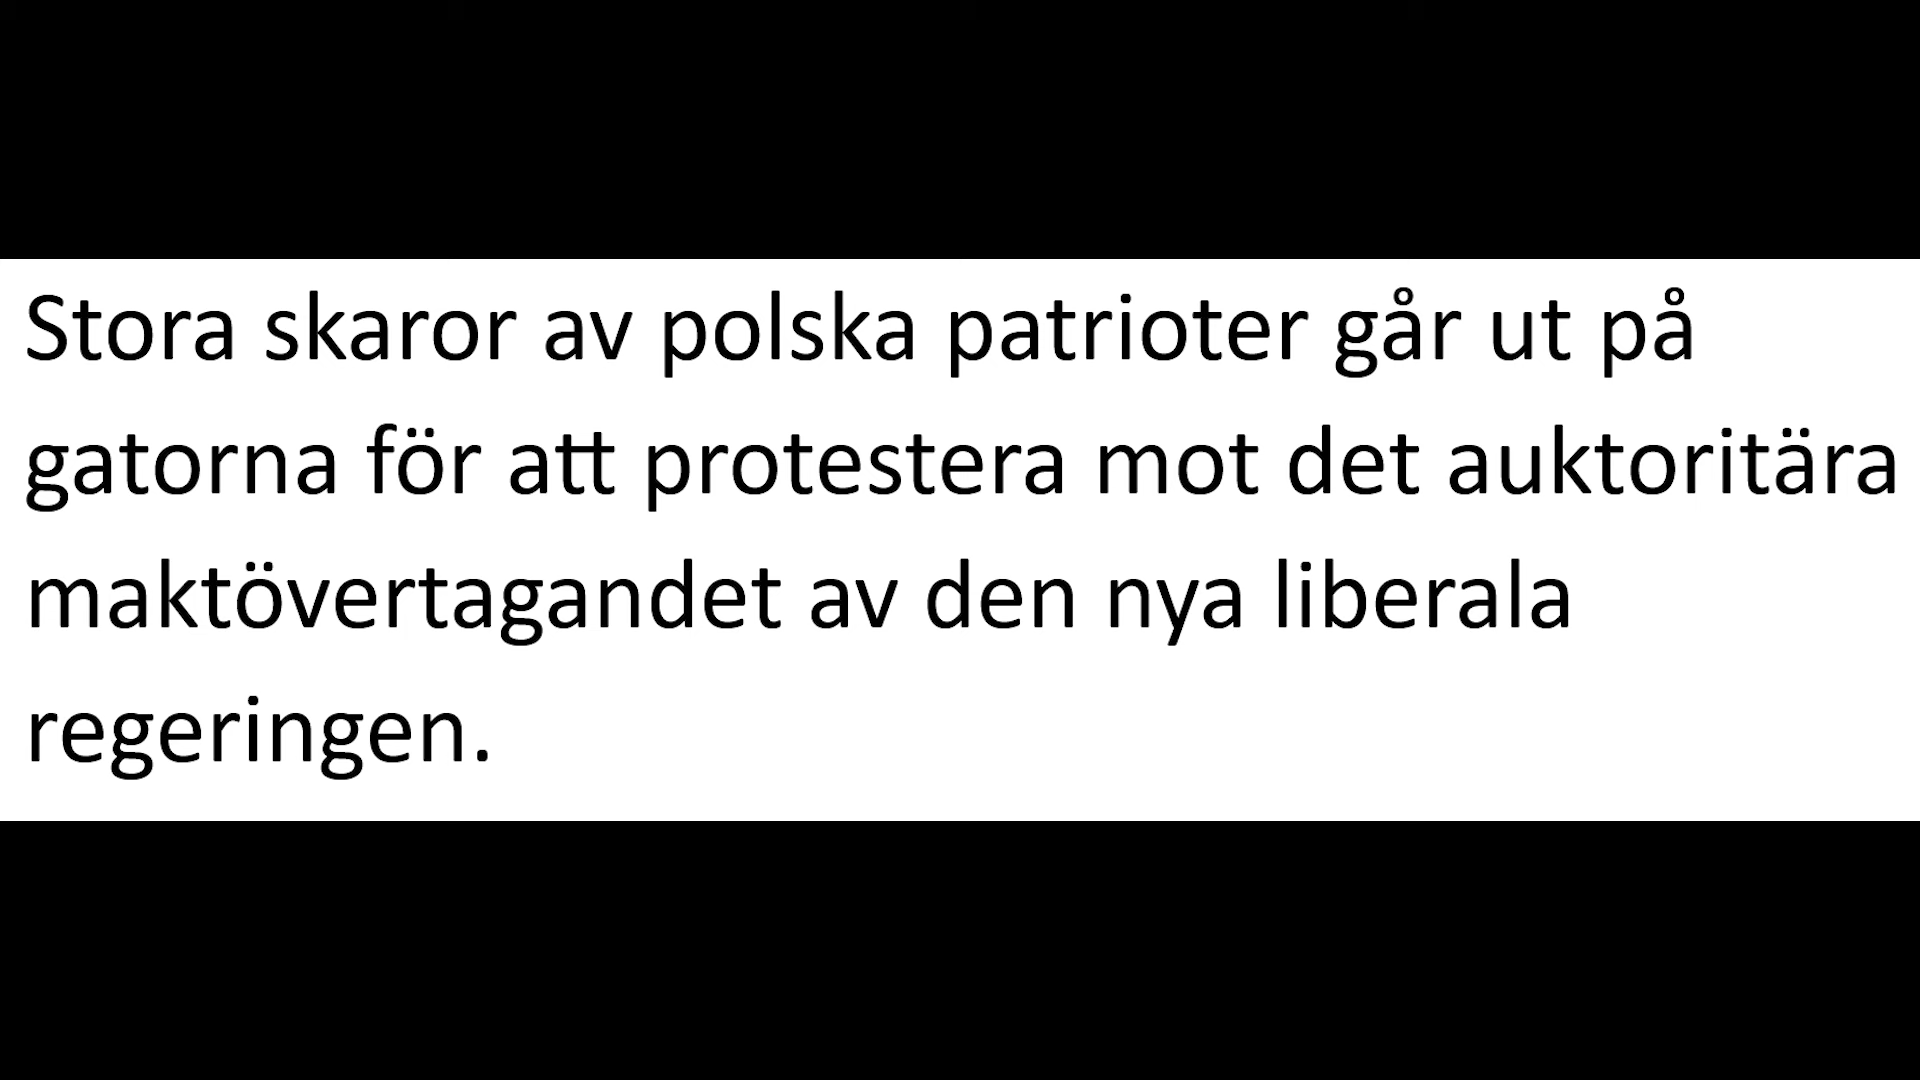 Stora skaror av polska patrioter går ut på
gatorna för att protestera mot det auktoritära
maktövertagandet av den nya liberala
regeringen.